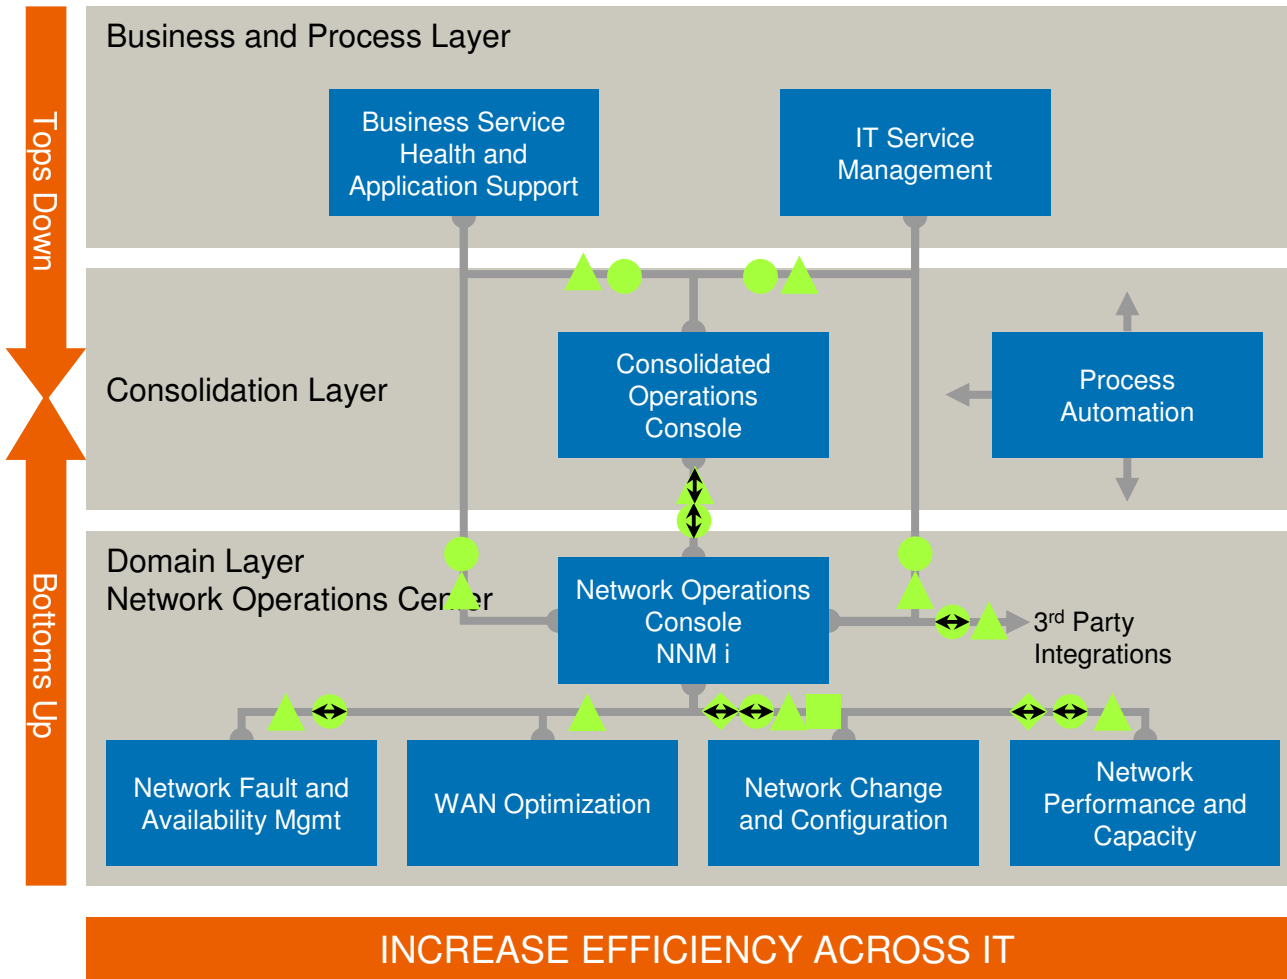 Business and Process Layer
Tops Down
Business Service
Health and
Application Support
IT Service
Management
Consolidation Layer
Consolidated
Operations
Console
Process
Automation
Bottoms Up
Domain Layer
Network Operations Center
Network Operations
Console
NNM i
3rd Party
Integrations
Network Fault and
Availability Mgmt
WAN Optimization
Network Change
and Configuration
Network
Performance and
Capacity
INCREASE EFFICIENCY ACROSS IT